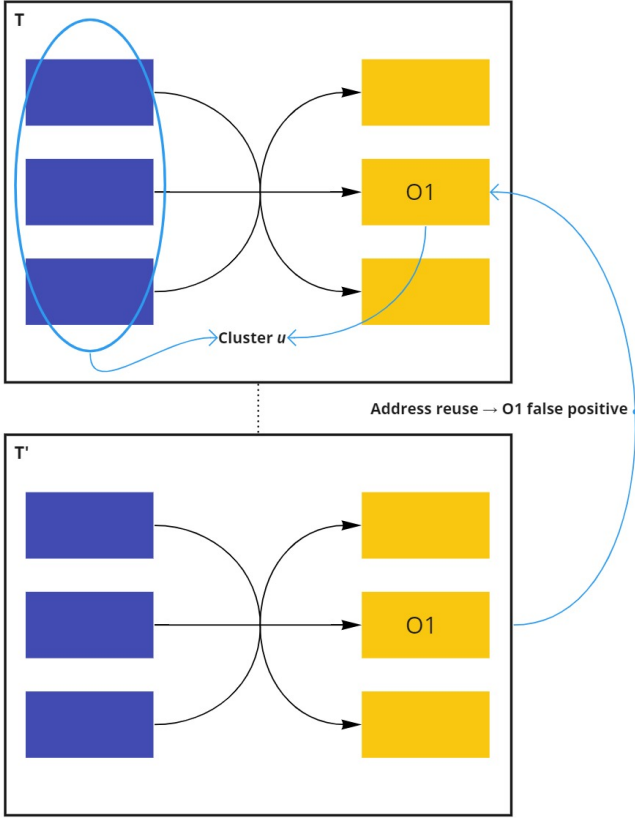 T
O1
Cluster u
Address reuse → O1 false positive
T'
O1